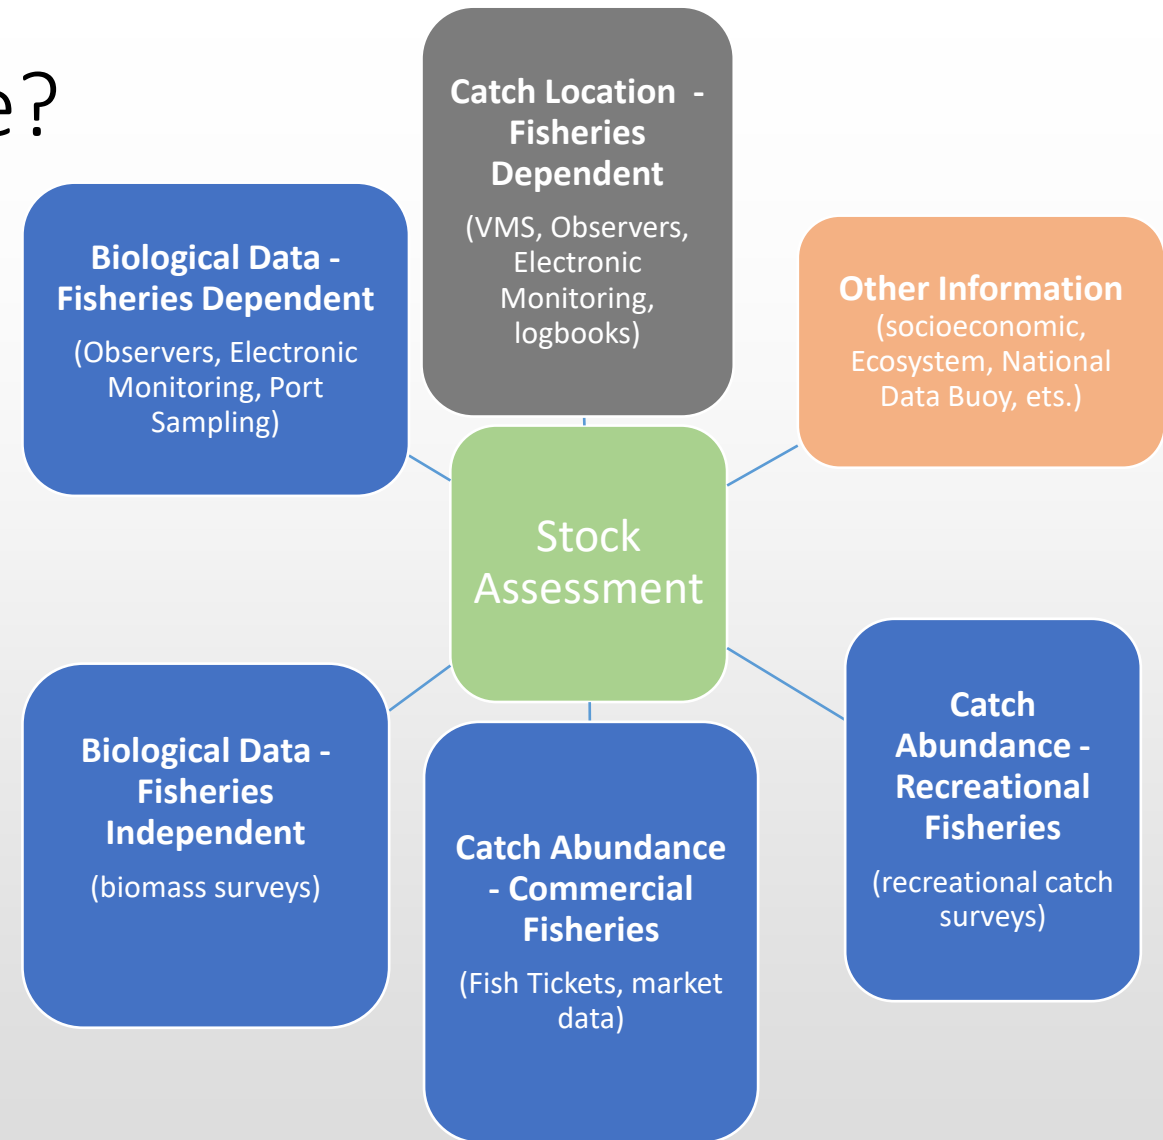 e?
Catch Location  -
Fisheries
Dependent
(VMS, Observers,
Electronic
Monitoring,
logbooks)
Biological Data -
Fisheries Dependent
(Observers, Electronic
Monitoring, Port
Sampling)
Other Information
(socioeconomic,
Ecosystem, National
Data Buoy, ets.)
Stock
Assessment
Biological Data -
Fisheries
Independent
(biomass surveys)
Catch Abundance
- Commercial
Fisheries
(Fish Tickets, market
data)
Catch
Abundance -
Recreational
Fisheries
(recreational catch
surveys)